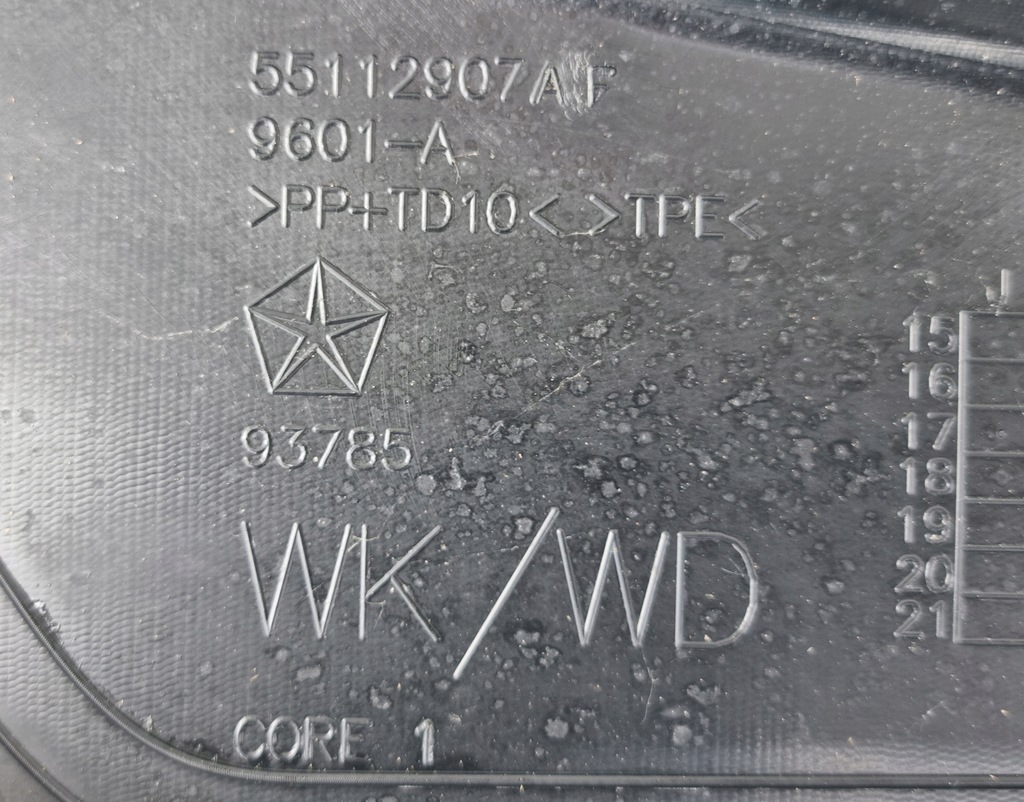 55112907AF
9601-A
>PP+TD10<_>TPE<
93785
WK/WD
CORE 1
J
15
16
17
18
19
20
21